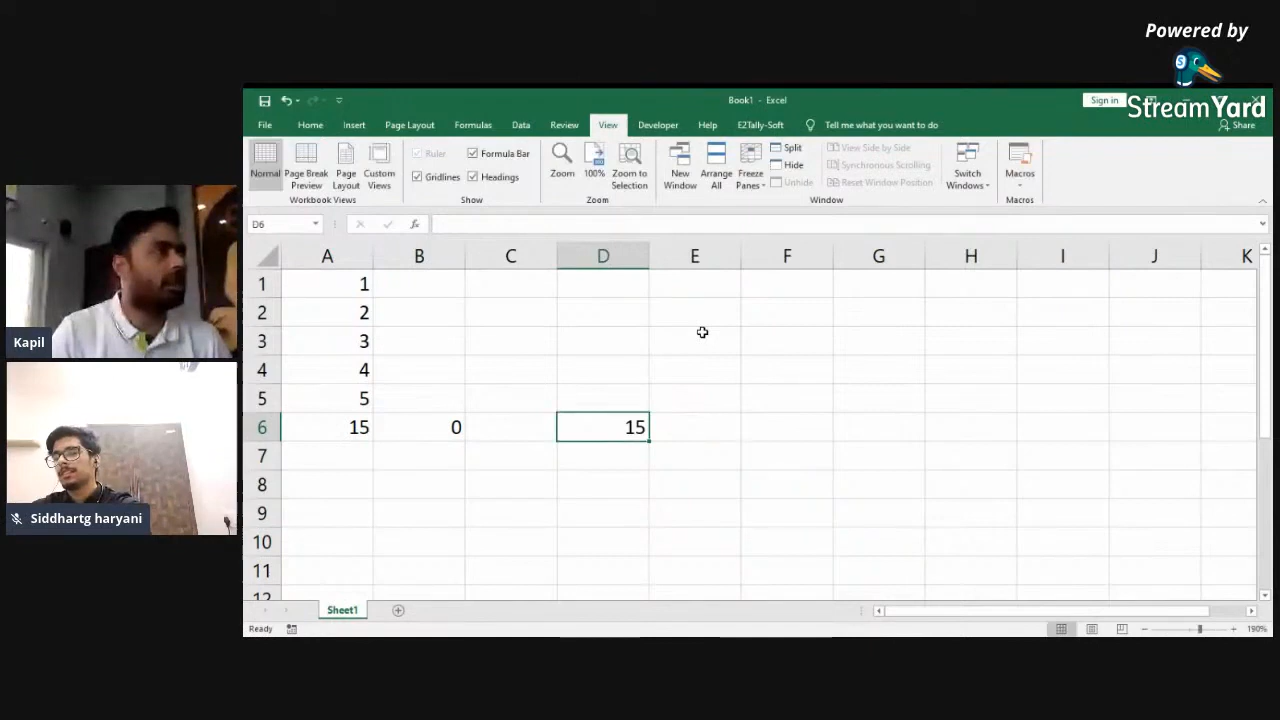 Powered by
StreamYard
Book1 - Excel
Sign in
File Home Insert Page Layout Formulas Data Review View Developer Help EZTally-Soft Tell me what you want to do Share
Normal
Page Break Preview
Page Layout
Custom Views
Workbook Views
Ruler
Formula Bar
Gridlines
Headings
Show
Zoom
100%
Zoom to Selection
Zoom
New Window
Arrange All
Freeze Panes
Split
Hide
Unhide
View Side by Side
Synchronous Scrolling
Reset Window Position
Window
Switch Windows
Macros
Macros
D6
fx
A B C D E F G H I J K
1 1
2 2
3 3
4 4
5 5
6 15 0 15
7
8
9
10
11
12
Sheet1
Ready
190%
Kapil
Siddhartg haryani